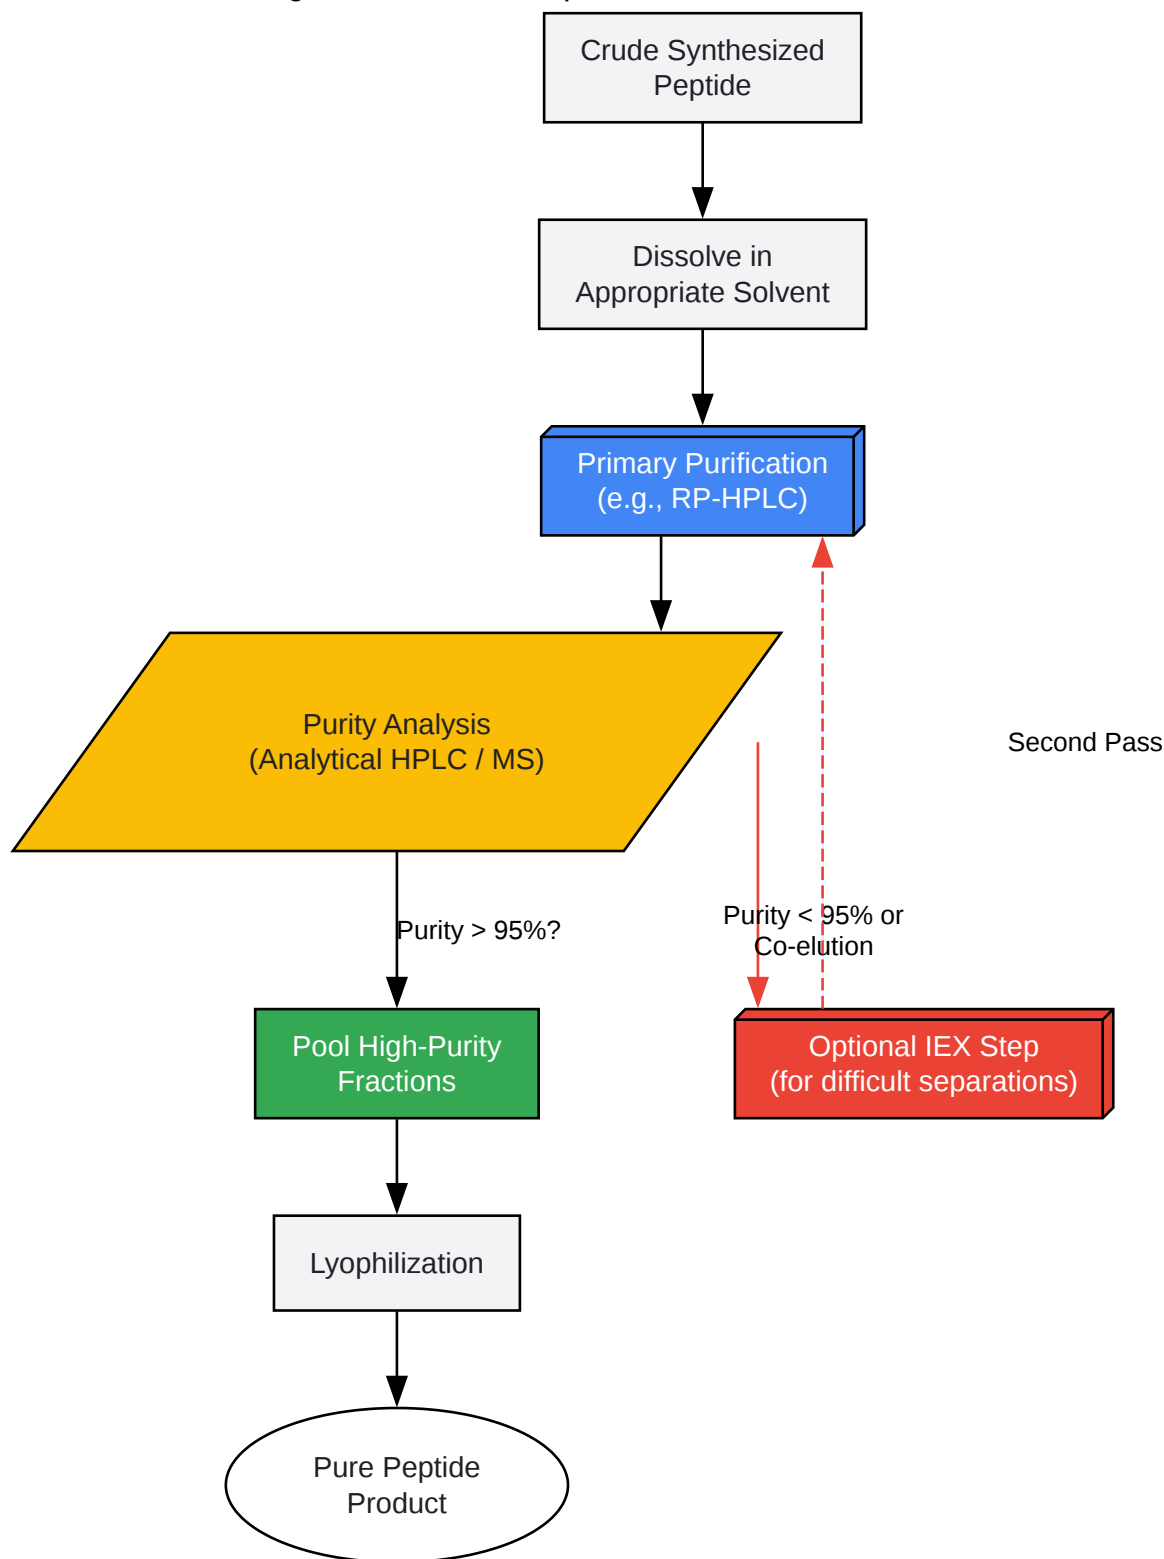 Crude Synthesized
Peptide
Dissolve in
Appropriate Solvent
Primary Purification
(e.g., RP-HPLC)
Purity Analysis
(Analytical HPLC / MS)
Second Pass
Purity > 95%?
Purity < 95% or
Co-elution
Pool High-Purity
Fractions
Optional IEX Step
(for difficult separations)
Lyophilization
Pure Peptide
Product